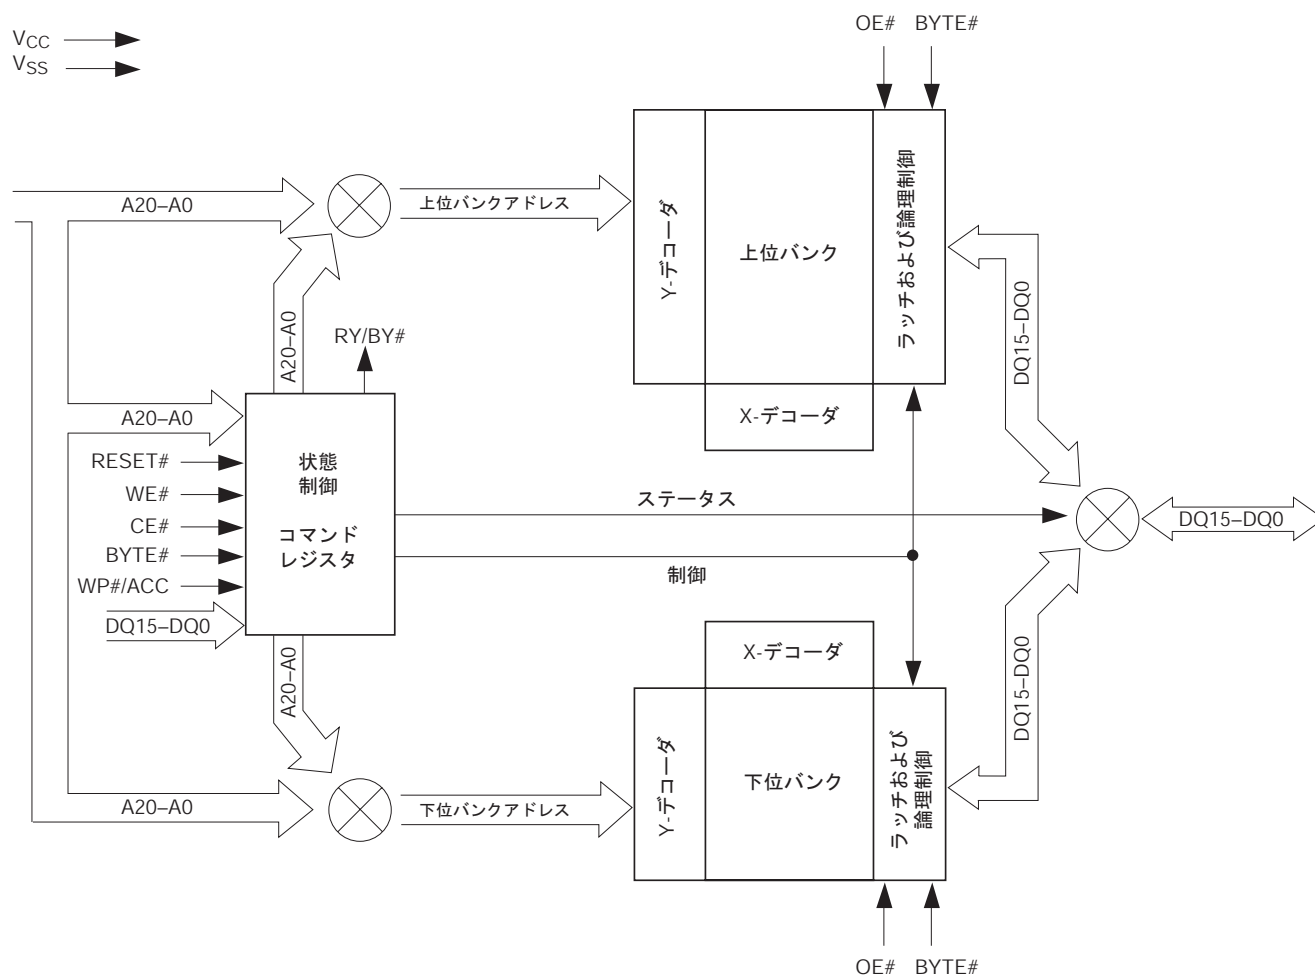 VCC
VSS
OE# BYTE#
A20–A0
上位バンクアドレス
Y-デコーダ
上位バンク
ラッチおよび論理制御
X-デコーダ
A20–A0
RY/BY#
DQ15–DQ0
A20–A0
RESET#
WE#
CE#
BYTE#
WP#/ACC
DQ15–DQ0
状態
制御
コマンド
レジスタ
ステータス
制御
DQ15–DQ0
A20–A0
X-デコーダ
DQ15–DQ0
A20–A0
下位バンクアドレス
Y-デコーダ
下位バンク
ラッチおよび
論理制御
OE# BYTE#